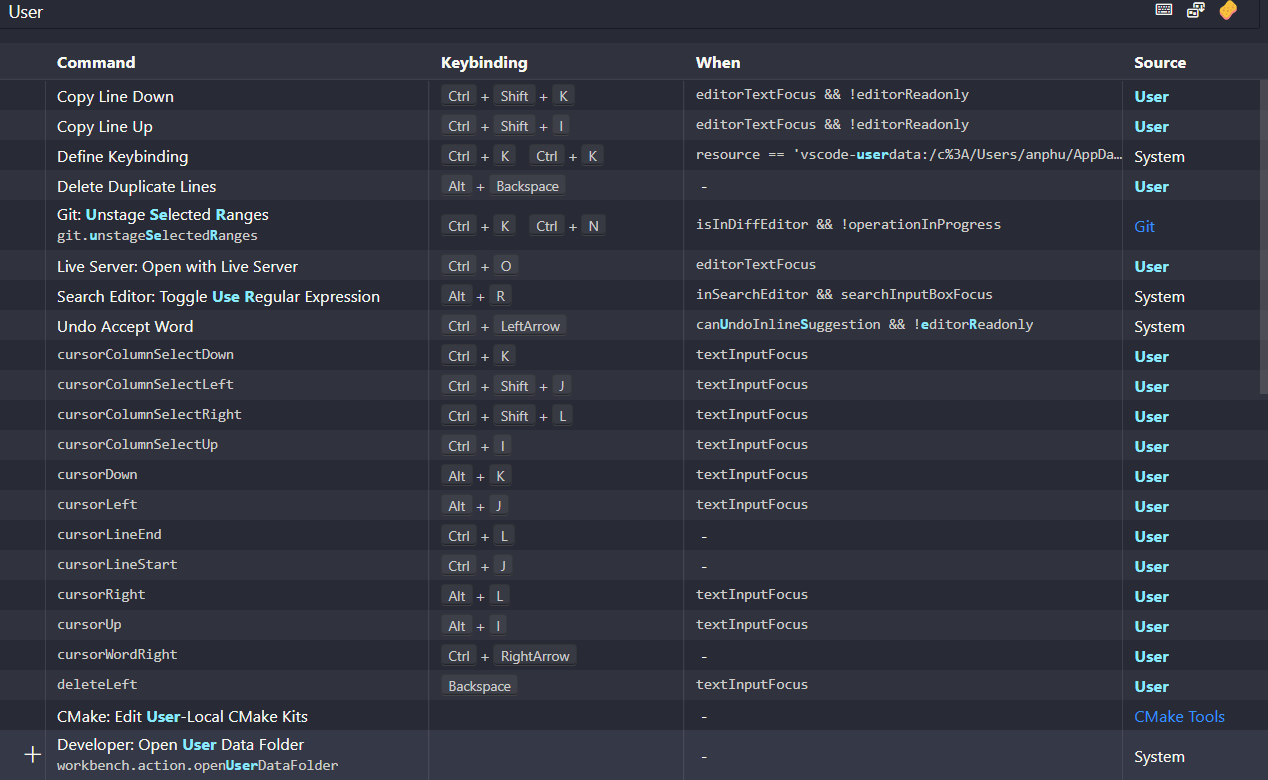 User
Command Keybinding When Source
Copy Line Down Ctrl + Shift + K editorTextFocus && !editorReadonly User
Copy Line Up Ctrl + Shift + I editorTextFocus && !editorReadonly User
Define Keybinding Ctrl + K Ctrl + K resource == 'vscode-userdata:/c%3A/Users/anphu/AppDa… System
Delete Duplicate Lines Alt + Backspace - User
Git: Unstage Selected Ranges
git.unstageSelectedRanges Ctrl + K Ctrl + N isInDiffEditor && !operationInProgress Git
Live Server: Open with Live Server Ctrl + O editorTextFocus User
Search Editor: Toggle Use Regular Expression Alt + R inSearchEditor && searchInputBoxFocus System
Undo Accept Word Ctrl + LeftArrow canUndoInlineSuggestion && !editorReadonly System
cursorColumnSelectDown Ctrl + K textInputFocus User
cursorColumnSelectLeft Ctrl + Shift + J textInputFocus User
cursorColumnSelectRight Ctrl + Shift + L textInputFocus User
cursorColumnSelectUp Ctrl + I textInputFocus User
cursorDown Alt + K textInputFocus User
cursorLeft Alt + J textInputFocus User
cursorLineEnd Ctrl + L - User
cursorLineStart Ctrl + J - User
cursorRight Alt + L textInputFocus User
cursorUp Alt + I textInputFocus User
cursorWordRight Ctrl + RightArrow - User
deleteLeft Backspace textInputFocus User
CMake: Edit User-Local CMake Kits - CMake Tools
Developer: Open User Data Folder
workbench.action.openUserDataFolder - System